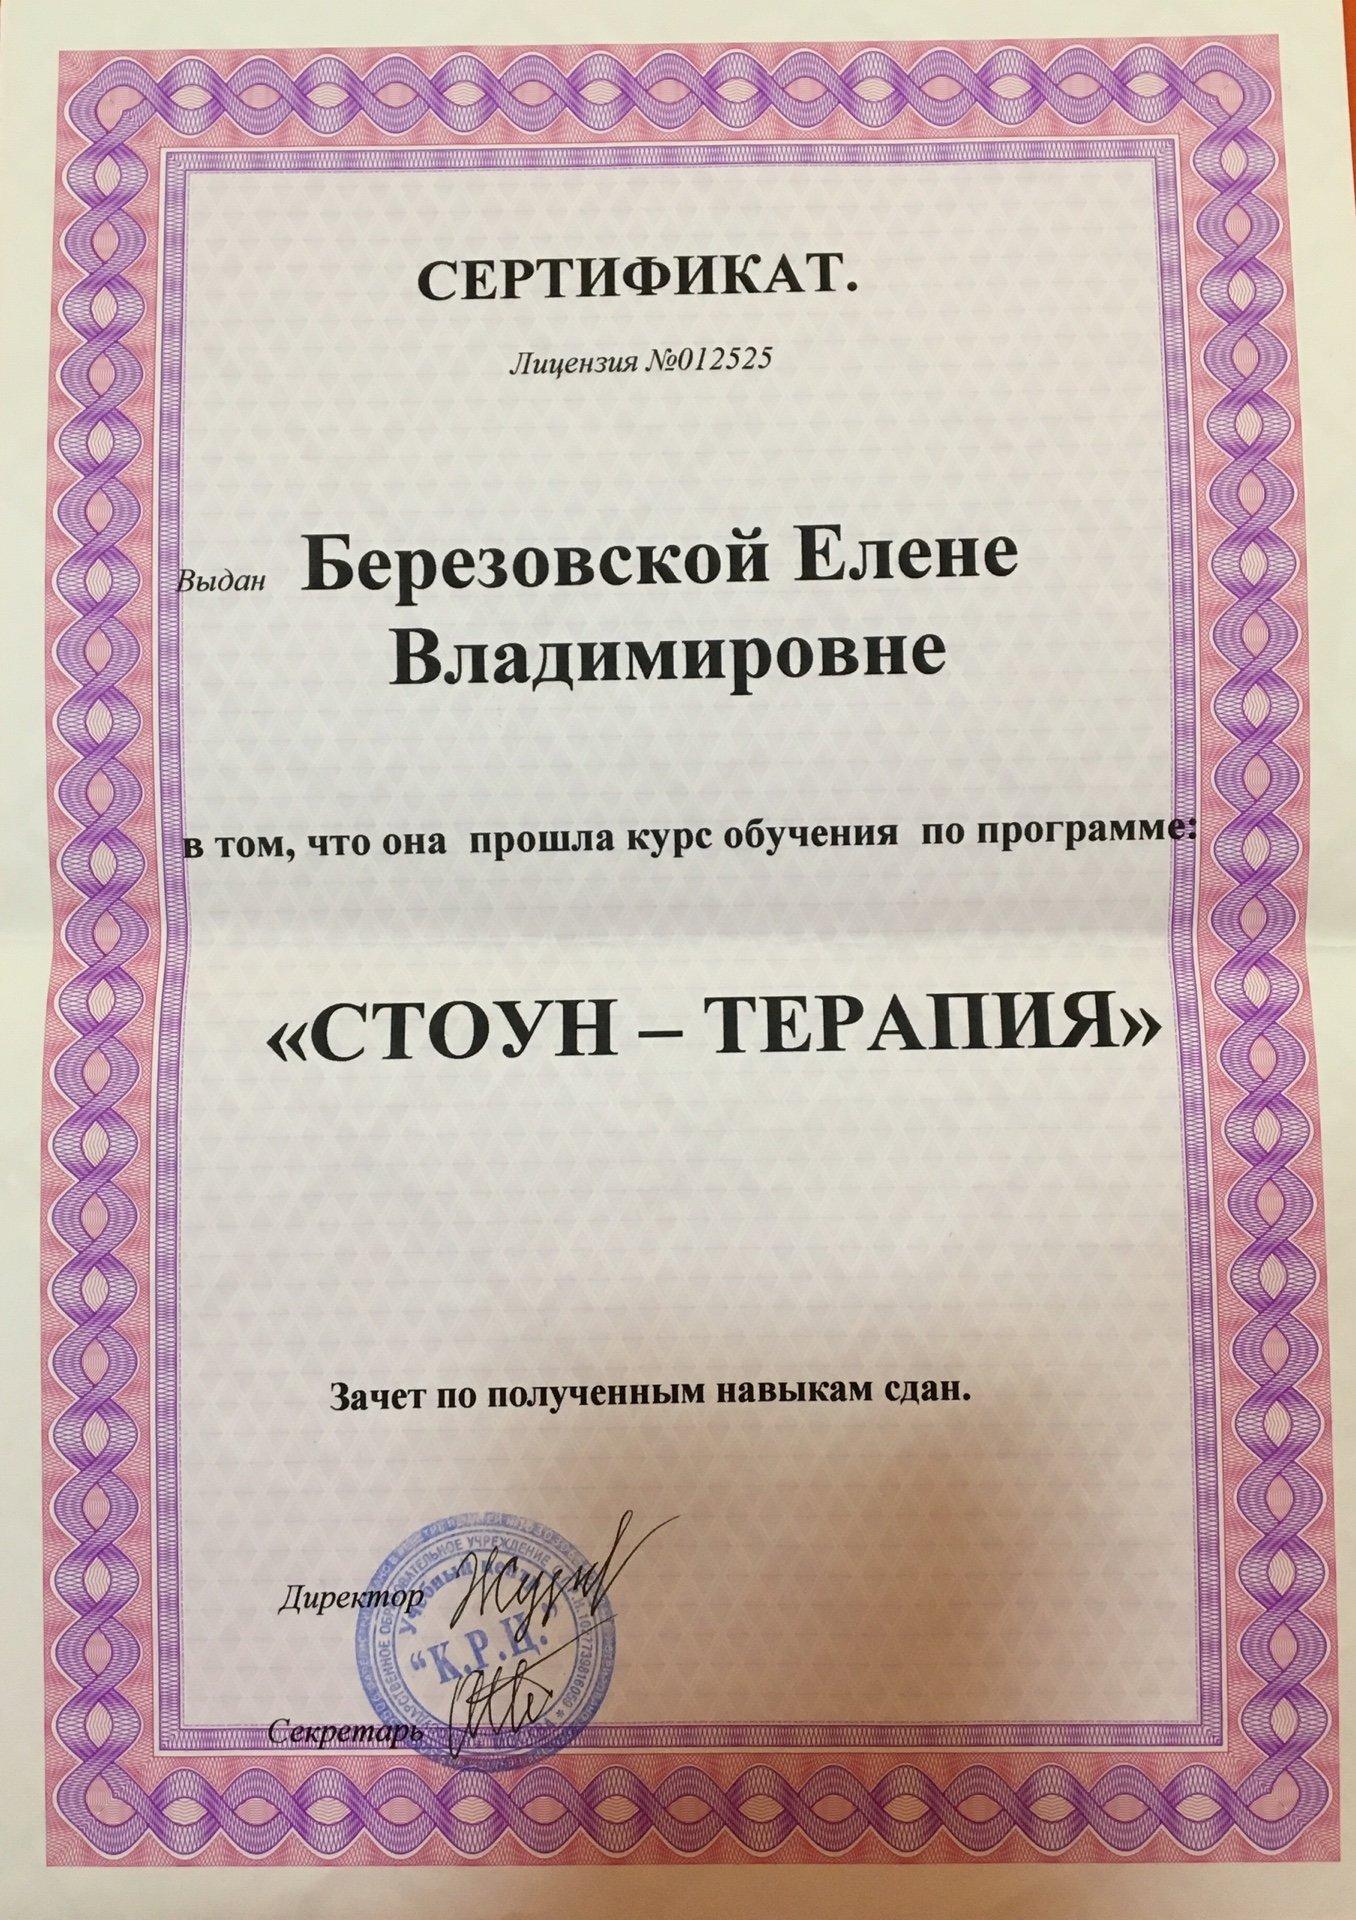 СЕРТИФИКАТ.
Лицензия №012525
Выдан Березовской Елене
Владимировне
в том, что она прошла курс обучения по программе:
«СТОУН – ТЕРАПИЯ»
Зачет по полученным навыкам сдан.
Директор
УЧРЕЖДЕНИЕ
"К.Р.Ц."
Секретарь